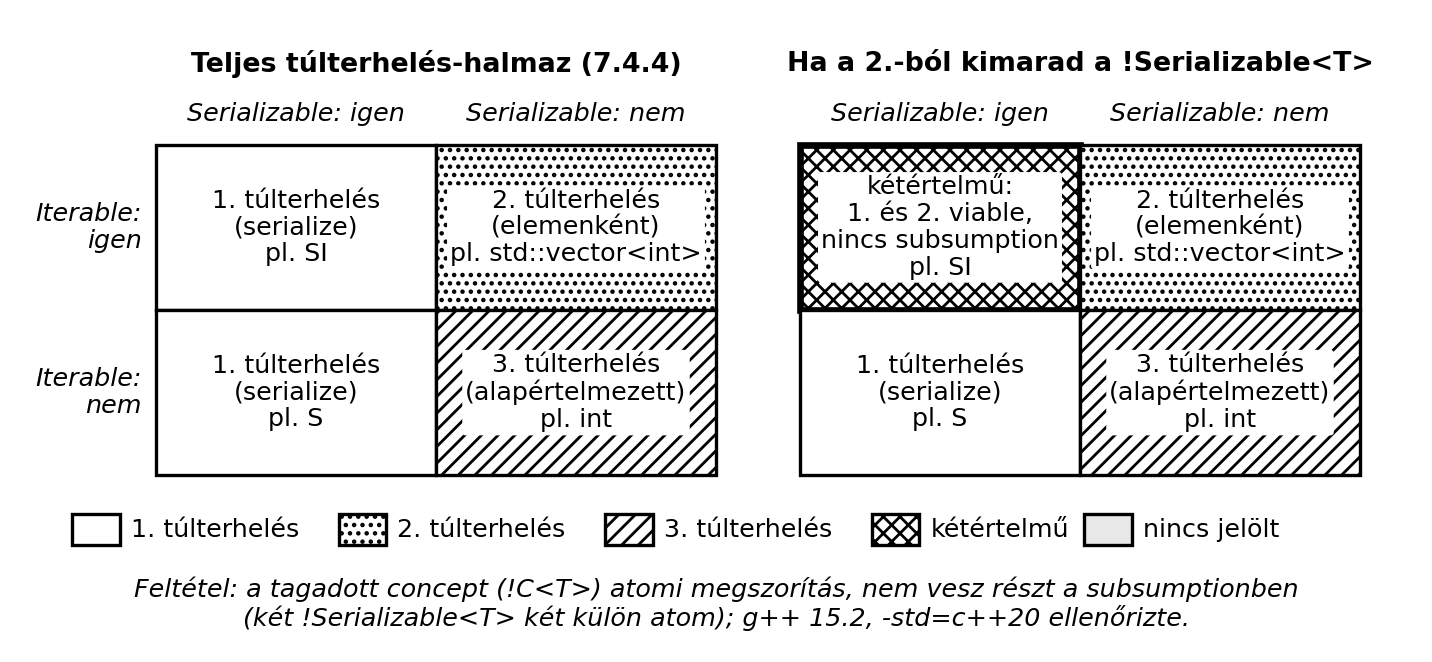 Teljes túlterhelés-halmaz (7.4.4)
Serializable: igen
Serializable: nem
Iterable:
igen
1. túlterhelés
(serialize)
pl. SI
2. túlterhelés
(elemenként)
pl. std::vector<int>
Iterable:
nem
1. túlterhelés
(serialize)
pl. S
3. túlterhelés
(alapértelmezett)
pl. int
Ha a 2.-ból kimarad a !Serializable<T>
Serializable: igen
Serializable: nem
kétértelmű:
1. és 2. viable,
nincs subsumption
pl. SI
2. túlterhelés
(elemenként)
pl. std::vector<int>
1. túlterhelés
(serialize)
pl. S
3. túlterhelés
(alapértelmezett)
pl. int
1. túlterhelés
2. túlterhelés
3. túlterhelés
kétértelmű
nincs jelölt
Feltétel: a tagadott concept (!C<T>) atomi megszorítás, nem vesz részt a subsumptionben
(két !Serializable<T> két külön atom); g++ 15.2, -std=c++20 ellenőrizte.